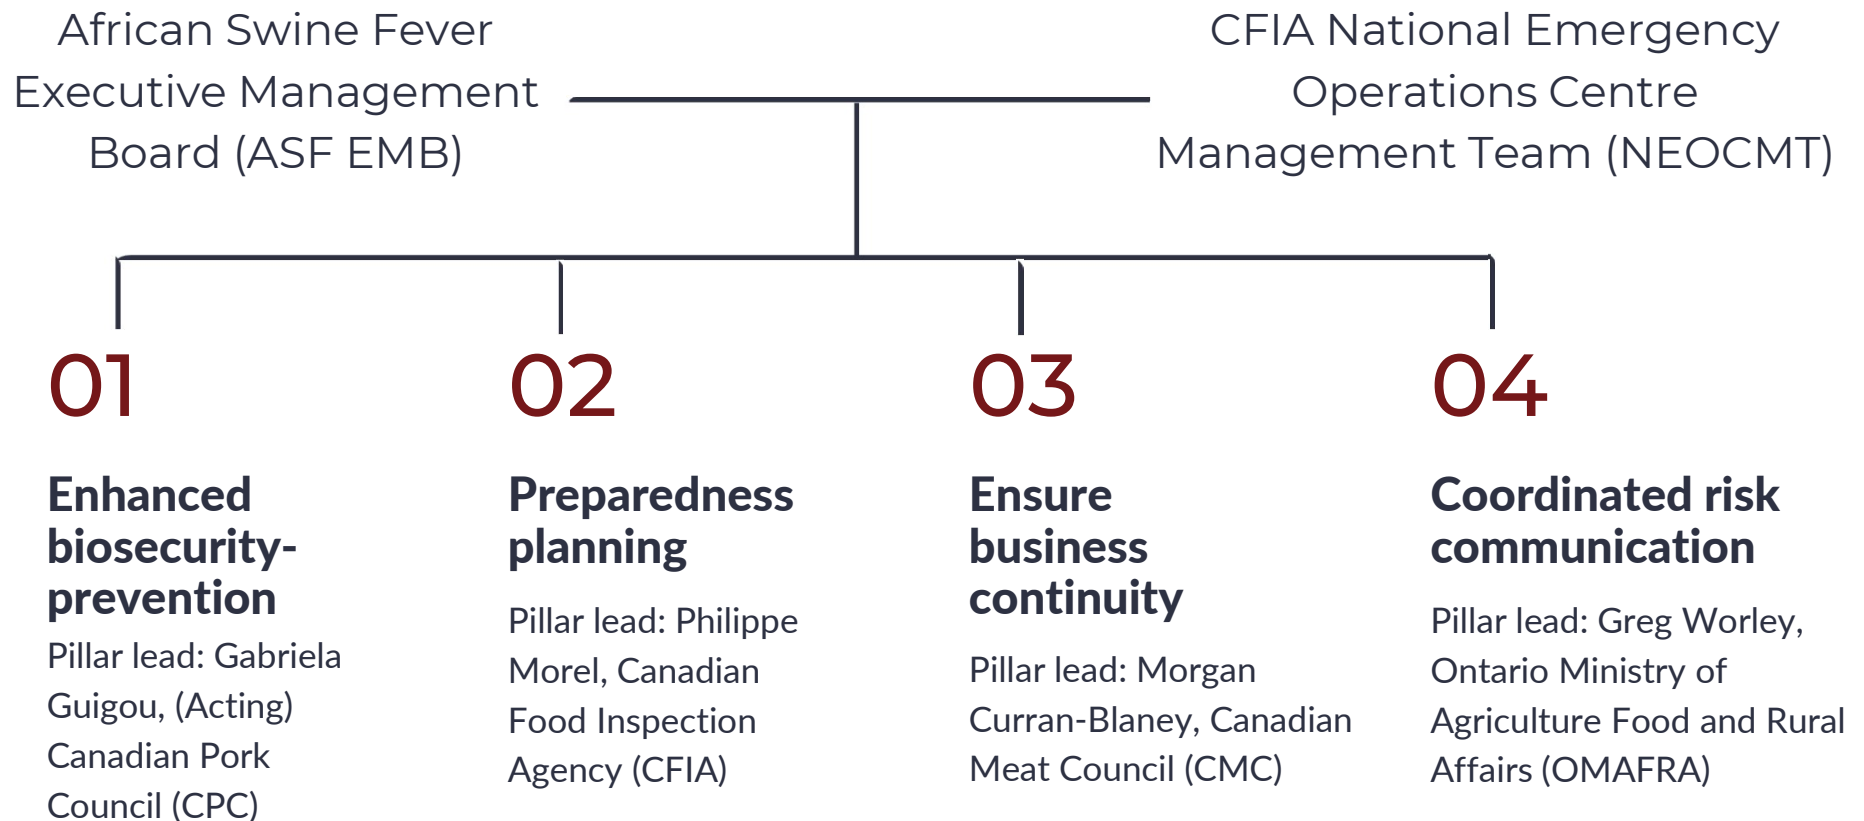 African Swine Fever
Executive Management
Board (ASF EMB)
CFIA National Emergency
Operations Centre
Management Team (NEOCMT)
01
Enhanced
biosecurity-
prevention
Pillar lead: Gabriela
Guigou, (Acting)
Canadian Pork
Council (CPC)
02
Preparedness
planning
Pillar lead: Philippe
Morel, Canadian
Food Inspection
Agency (CFIA)
03
Ensure
business
continuity
Pillar lead: Morgan
Curran-Blaney, Canadian
Meat Council (CMC)
04
Coordinated risk
communication
Pillar lead: Greg Worley,
Ontario Ministry of
Agriculture Food and Rural
Affairs (OMAFRA)